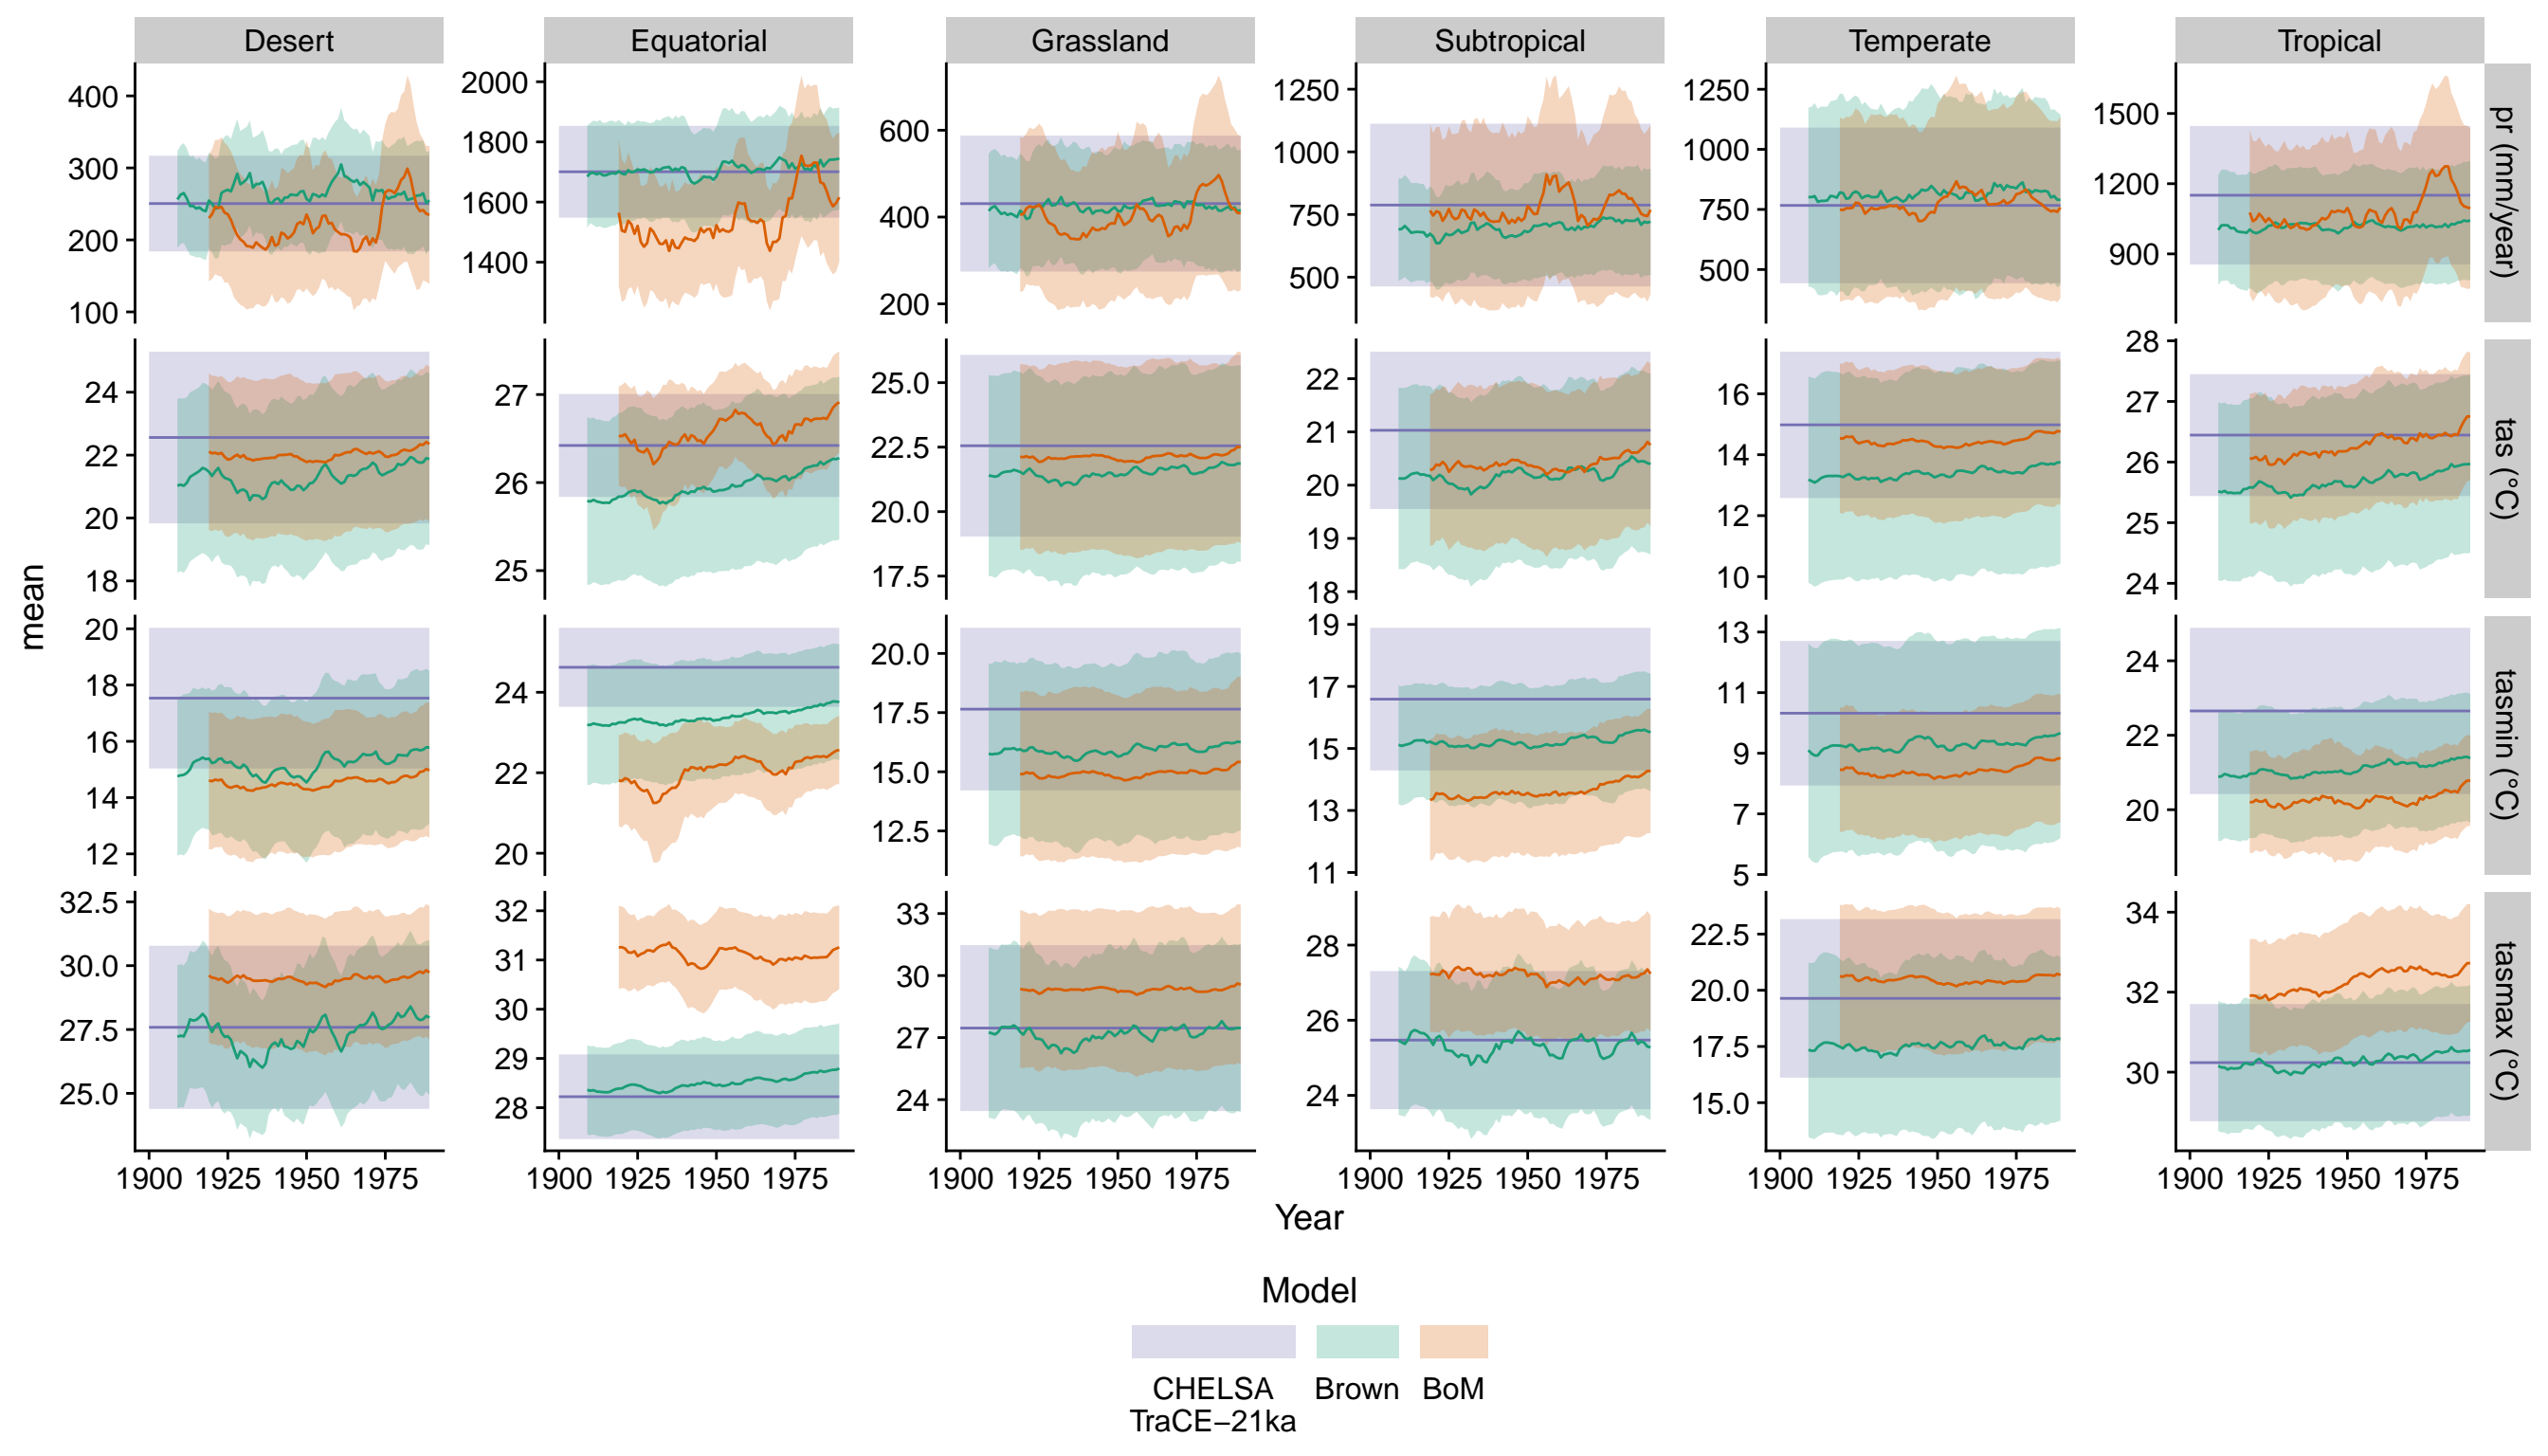 Desert Equatorial Grassland Subtropical Temperate Tropical
400 300 200 100
2000 1800 1600 1400
600 400 200
1250 1000 750 500
1250 1000 750 500
1500 1200 900
pr (mm/year)
24 22 20 18
27 26 25
25.0 22.5 20.0 17.5
22 21 20 19 18
16 14 12 10
28 27 26 25 24
tas (°C)
mean
20 18 16 14 12
24 22 20
20.0 17.5 15.0 12.5
19 17 15 13 11
13 11 9 7 5
24 22 20
tasmin (°C)
32.5 30.0 27.5 25.0
32 31 30 29 28
33 30 27 24
28 26 24
22.5 20.0 17.5 15.0
34 32 30
tasmax (°C)
1900 1925 1950 1975 1900 1925 1950 1975 1900 1925 1950 1975 1900 1925 1950 1975 1900 1925 1950 1975 1900 1925 1950 1975
Year
Model
CHELSA Brown BoM
TraCE−21ka